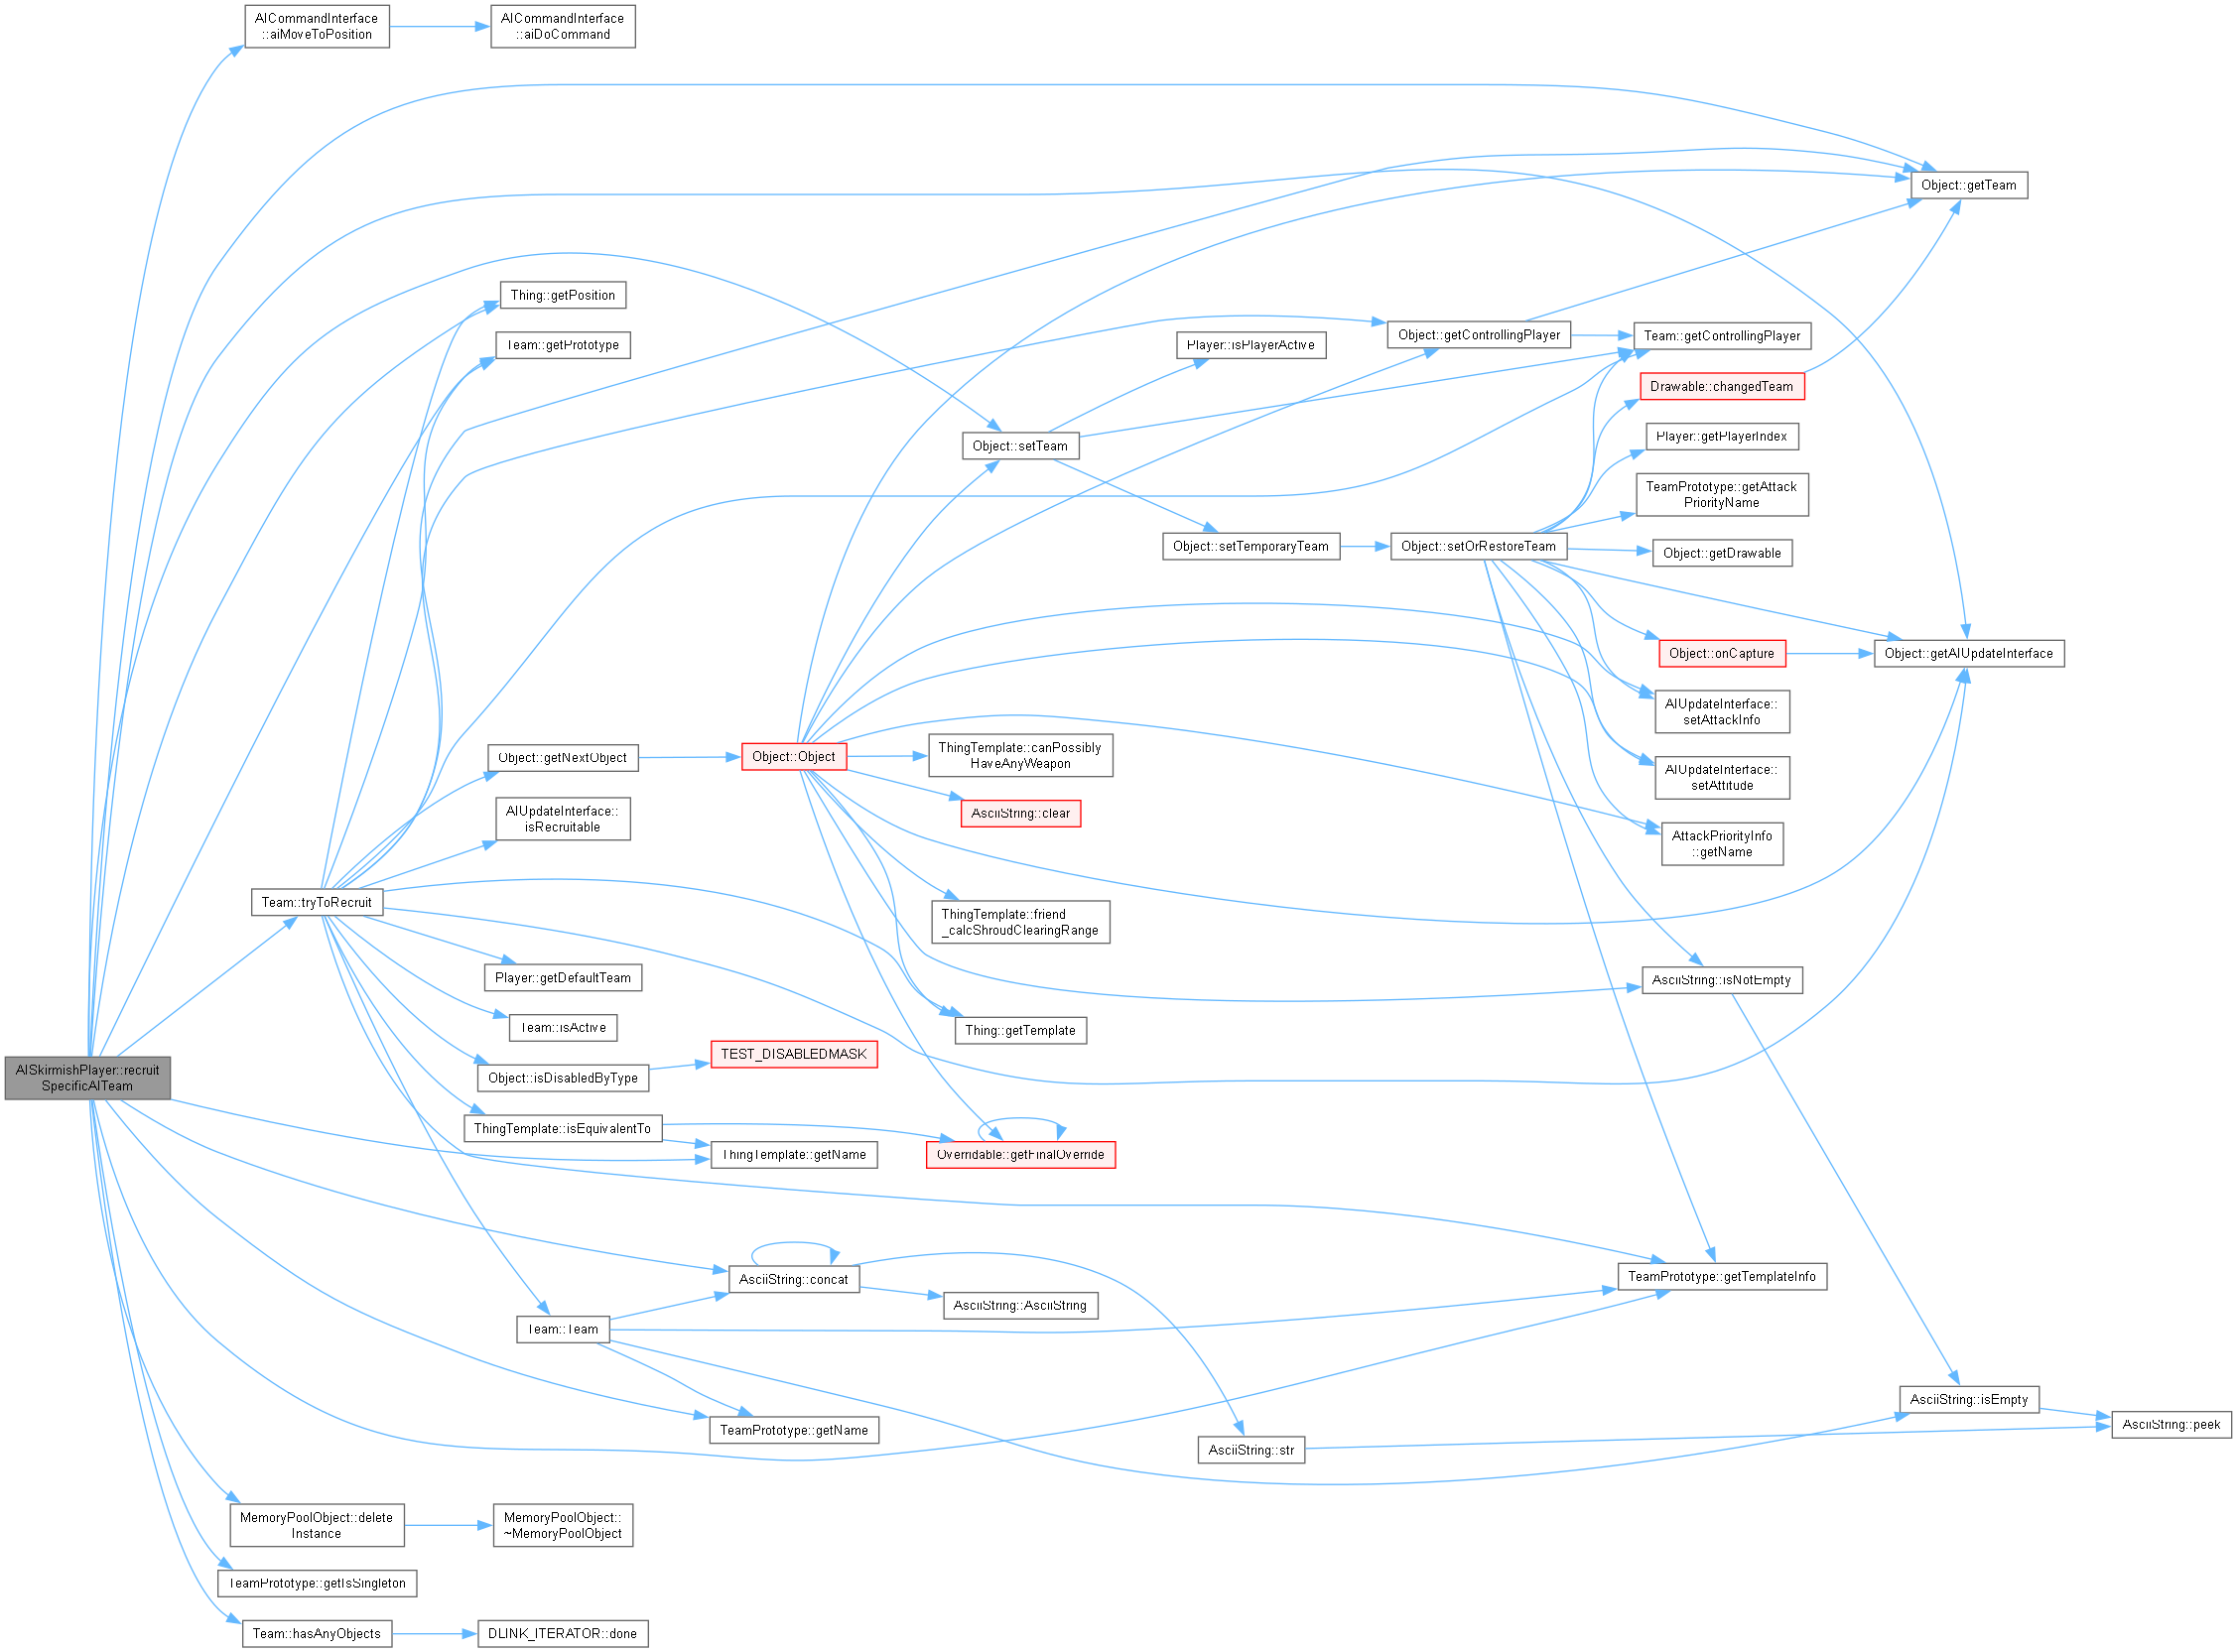 AISkirmishPlayer::recruit
SpecificAITeam
AICommandInterface
::aiMoveToPosition
AICommandInterface
::aiDoCommand
Object::getTeam
Thing::getPosition
Team::getPrototype
Object::setTeam
Player::isPlayerActive
Object::getControllingPlayer
Team::getControllingPlayer
Drawable::changedTeam
Player::getPlayerIndex
TeamPrototype::getAttack
PriorityName
Object::setTemporaryTeam
Object::setOrRestoreTeam
Object::getDrawable
Object::onCapture
Object::getAIUpdateInterface
AIUpdateInterface::
setAttackInfo
AIUpdateInterface::
setAttitude
AttackPriorityInfo
::getName
Object::getNextObject
Object::Object
ThingTemplate::canPossibly
HaveAnyWeapon
AsciiString::clear
AIUpdateInterface::
isRecruitable
Team::tryToRecruit
ThingTemplate::friend
_calcShroudClearingRange
Player::getDefaultTeam
AsciiString::isNotEmpty
Team::isActive
Thing::getTemplate
Object::isDisabledByType
TEST_DISABLEDMASK
ThingTemplate::isEquivalentTo
ThingTemplate::getName
Overridable::getFinalOverride
AsciiString::concat
AsciiString::AsciiString
TeamPrototype::getTemplateInfo
Team::Team
TeamPrototype::getName
AsciiString::str
AsciiString::isEmpty
AsciiString::peek
MemoryPoolObject::delete
Instance
MemoryPoolObject::
~MemoryPoolObject
TeamPrototype::getIsSingleton
Team::hasAnyObjects
DLINK_ITERATOR::done